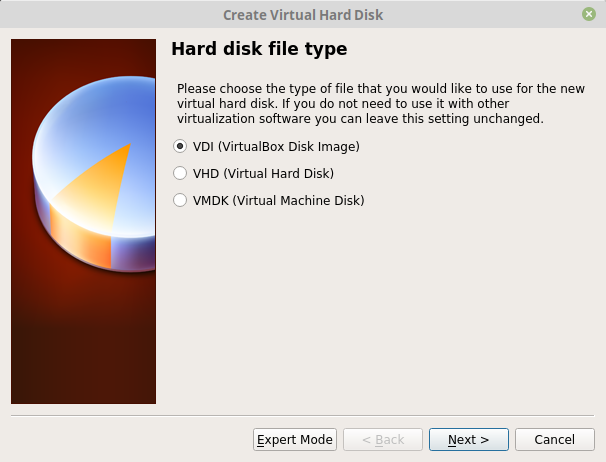 Create Virtual Hard Disk
Hard disk file type
Please choose the type of file that you would like to use for the new
virtual hard disk. If you do not need to use it with other
virtualization software you can leave this setting unchanged.
VDI (VirtualBox Disk Image)
VHD (Virtual Hard Disk)
VMDK (Virtual Machine Disk)
Expert Mode
< Back
Next >
Cancel